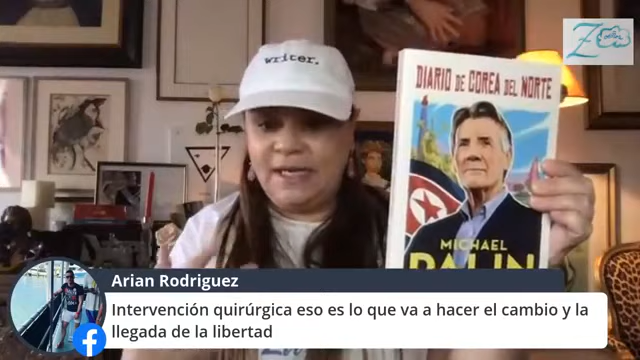 writer.
DIARIO DE COREA DEL NORTE
MICHAEL
PALIN
Arian Rodriguez
Intervención quirúrgica eso es lo que va a hacer el cambio y la
llegada de la libertad